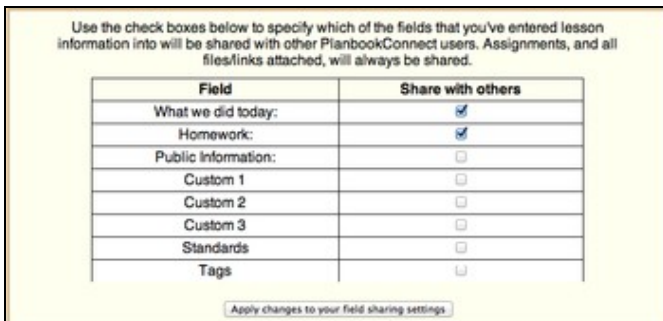 Use the check boxes below to specify which of the fields that you've entered lesson
information into will be shared with other PlanbookConnect users. Assignments, and all
files/links attached, will always be shared.
Field Share with others
What we did today:
Homework:
Public Information:
Custom 1
Custom 2
Custom 3
Standards
Tags
Apply changes to your field sharing settings